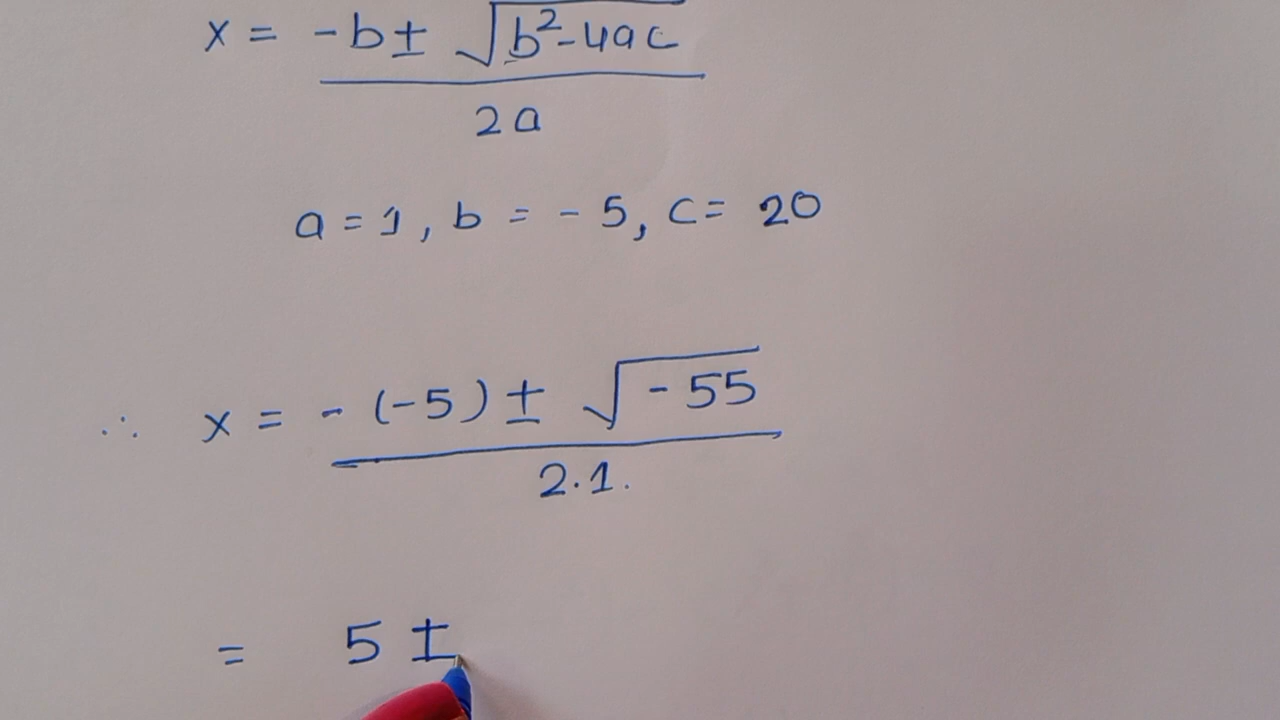 x = -b ± √b²-4ac
2a
a = 1, b = -5, c = 20
∴ x = -(-5) ± √-55
2.1.
= 5 ±